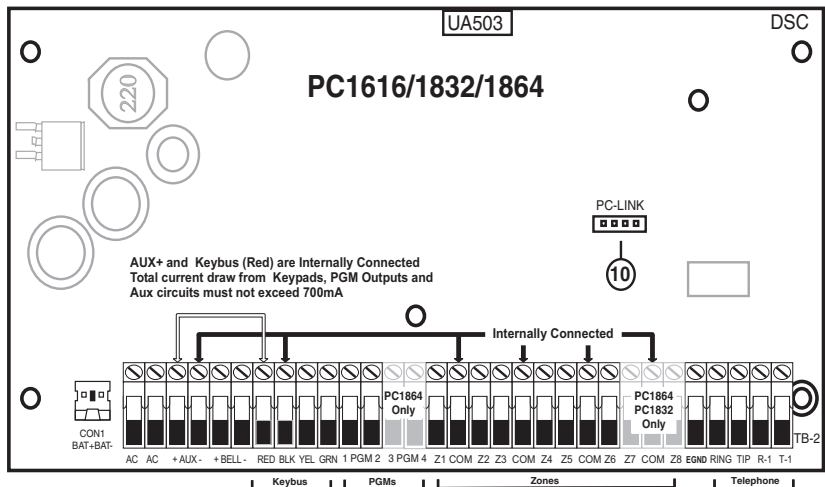 UA503
DSC
220
PC1616/1832/1864
PC-LINK
10
AUX+ and Keybus (Red) are Internally Connected
Total current draw from Keypads, PGM Outputs and
Aux circuits must not exceed 700mA
Internally Connected
PC1864
Only
PC1864
PC1832
Only
CON1
BAT+BAT-
TB-2
AC AC + AUX - + BELL - RED BLK YEL GRN 1 PGM 2 3 PGM 4 Z1 COM Z2 Z3 COM Z4 Z5 COM Z6 Z7 COM Z8 EGND RING TIP R-1 T-1
Keybus PGMs Zones Telephone